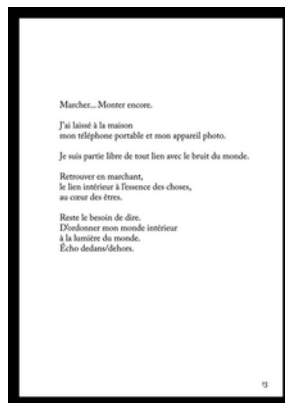 Marcher... Monter encore.
J'ai laissé à la maison
mon téléphone portable et mon appareil photo.
Je suis partie libre de tout lien avec le bruit du monde.
Retrouver en marchant,
le lien intérieur à l'essence des choses,
au cœur des êtres.
Reste le besoin de dire.
D'ordonner mon monde intérieur
à la lumière du monde.
Écho dedans/dehors.
13